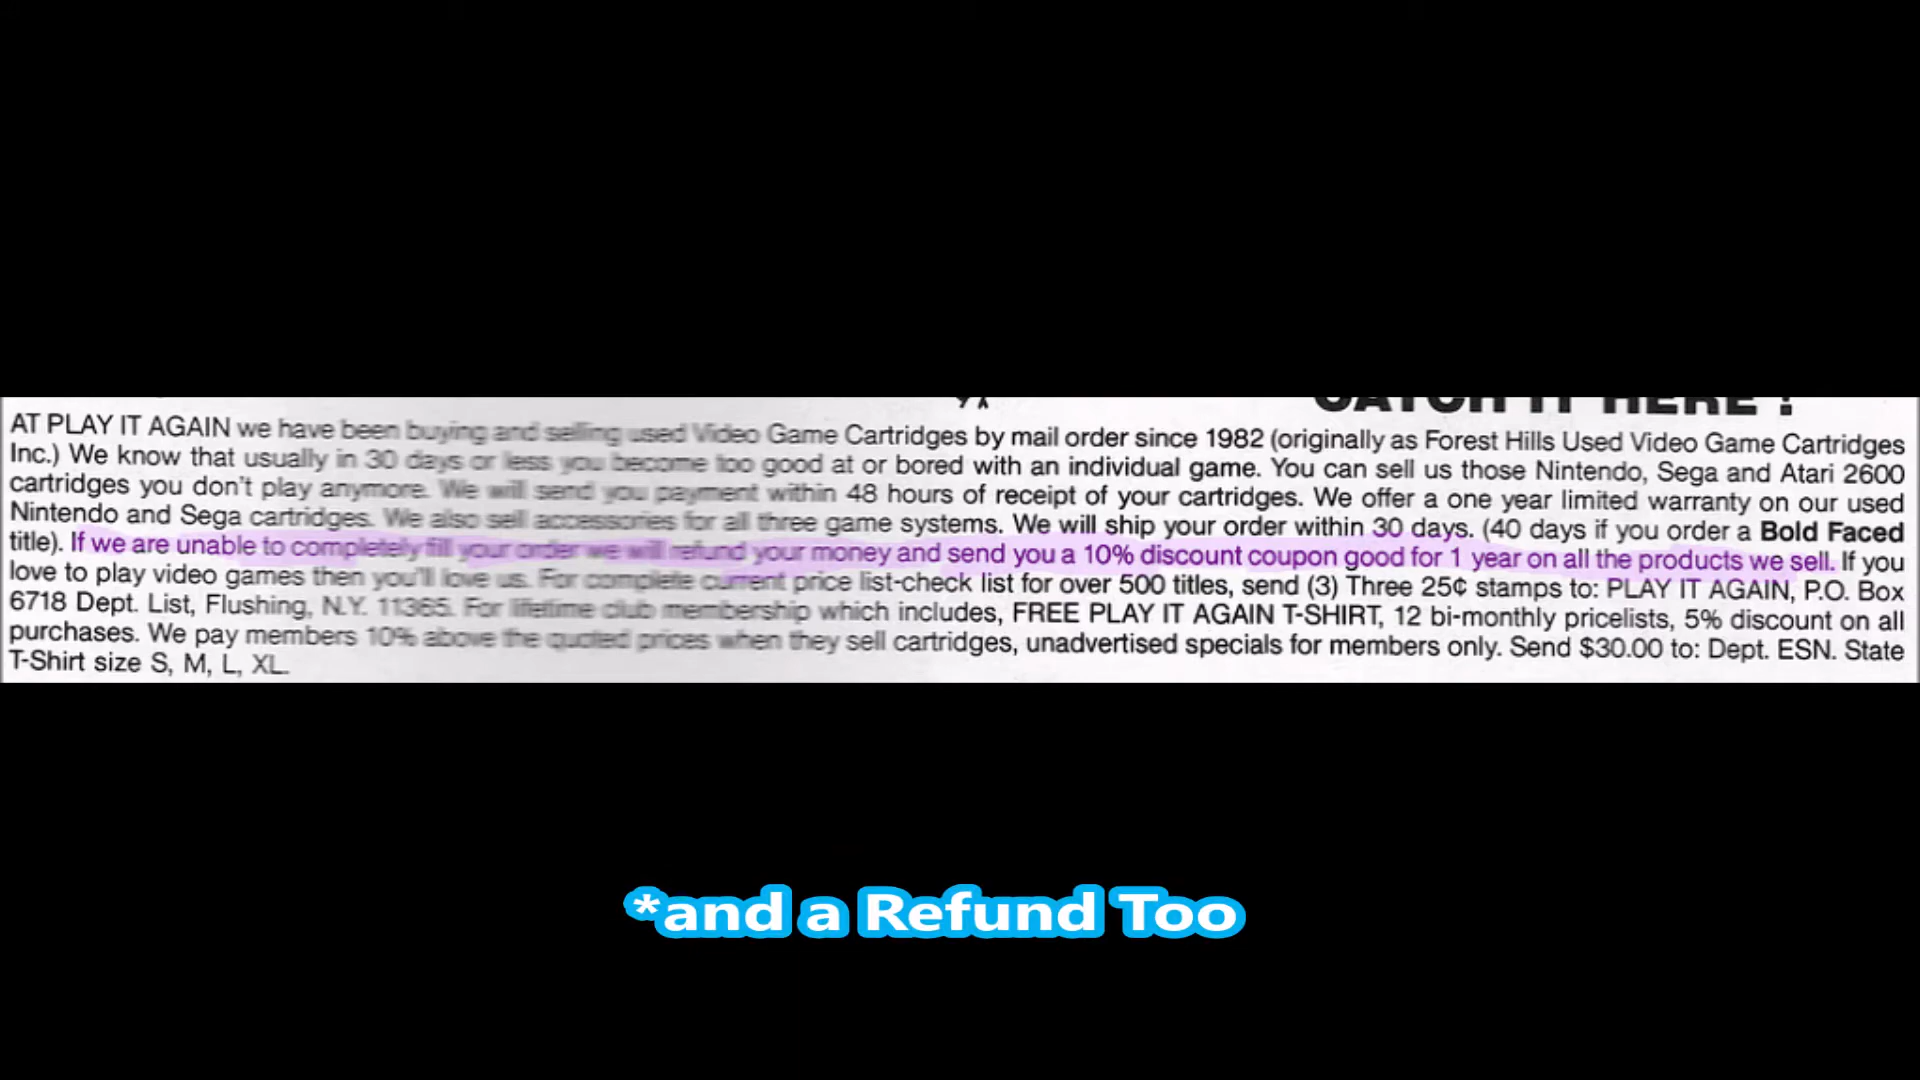 CATCH IT HERE !
AT PLAY IT AGAIN we have been buying and selling used Video Game Cartridges by mail order since 1982 (originally as Forest Hills Used Video Game Cartridges
Inc.) We know that usually in 30 days or less you become too good at or bored with an individual game. You can sell us those Nintendo, Sega and Atari 2600
cartridges you don't play anymore. We will send you payment within 48 hours of receipt of your cartridges. We offer a one year limited warranty on our used
Nintendo and Sega cartridges. We also sell accessories for all three game systems. We will ship your order within 30 days. (40 days if you order a Bold Faced
title). If we are unable to completely fill your order we will refund your money and send you a 10% discount coupon good for 1 year on all the products we sell. If you
love to play video games then you'll love us. For complete current price list-check list for over 500 titles, send (3) Three 25¢ stamps to: PLAY IT AGAIN, P.O. Box
6718 Dept. List, Flushing, N.Y. 11365. For lifetime club membership which includes, FREE PLAY IT AGAIN T-SHIRT, 12 bi-monthly pricelists, 5% discount on all
purchases. We pay members 10% above the quoted prices when they sell cartridges, unadvertised specials for members only. Send $30.00 to: Dept. ESN. State
T-Shirt size S, M, L, XL.
*and a Refund Too